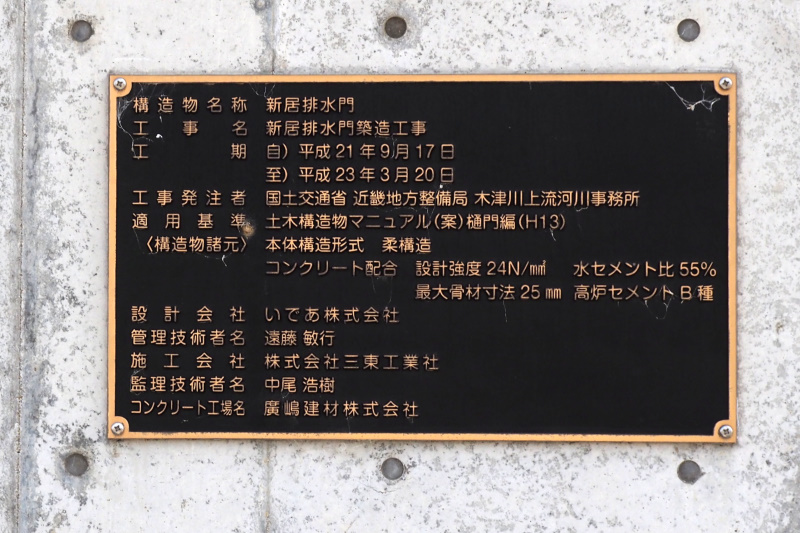 構造物名称 新居排水門
工事名 新居排水門築造工事
工期 自）平成21年9月17日
至）平成23年3月20日
工事発注者 国土交通省 近畿地方整備局 木津川上流河川事務所
適用基準 土木構造物マニュアル（案）樋門編（H13）
〈構造物諸元〉 本体構造形式 柔構造
コンクリート配合 設計強度24N/㎟ 水セメント比55%
最大骨材寸法25㎜ 高炉セメントB種
設計会社 いであ株式会社
管理技術者名 遠藤 敏行
施工会社 株式会社三東工業社
監理技術者名 中尾 浩樹
コンクリート工場名 廣嶋建材株式会社